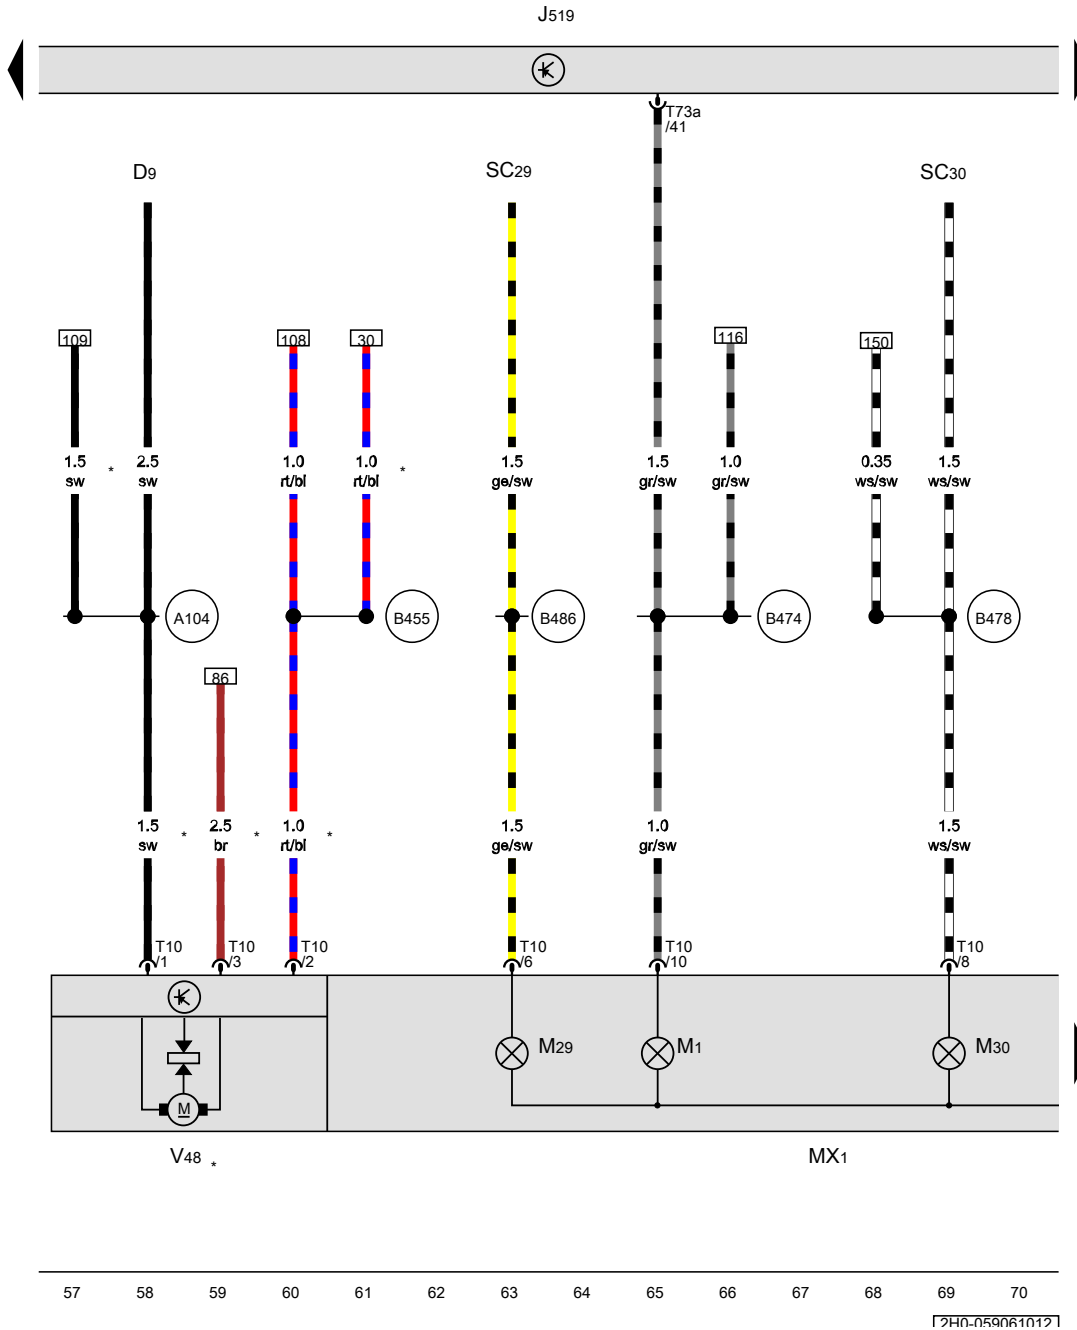 J519
T73a
/41
D9
SC29
SC30
109
108
30
116
150
1.5 * 2.5 1.0 1.0 1.5 1.5 1.0 0.35 1.5
sw sw rt/bl rt/bl * ge/sw gr/sw gr/sw ws/sw ws/sw
A104
B455
B486
B474
B478
86
1.5 * 2.5 * 1.0 * 1.5 1.0 1.5
sw br rt/bl ge/sw gr/sw ws/sw
T10 T10 T10 T10 T10 T10
/1 /3 /2 /6 /10 /8
M29
M1
M30
M
V48 *
MX1
57 58 59 60 61 62 63 64 65 66 67 68 69 70
2H0-059061012